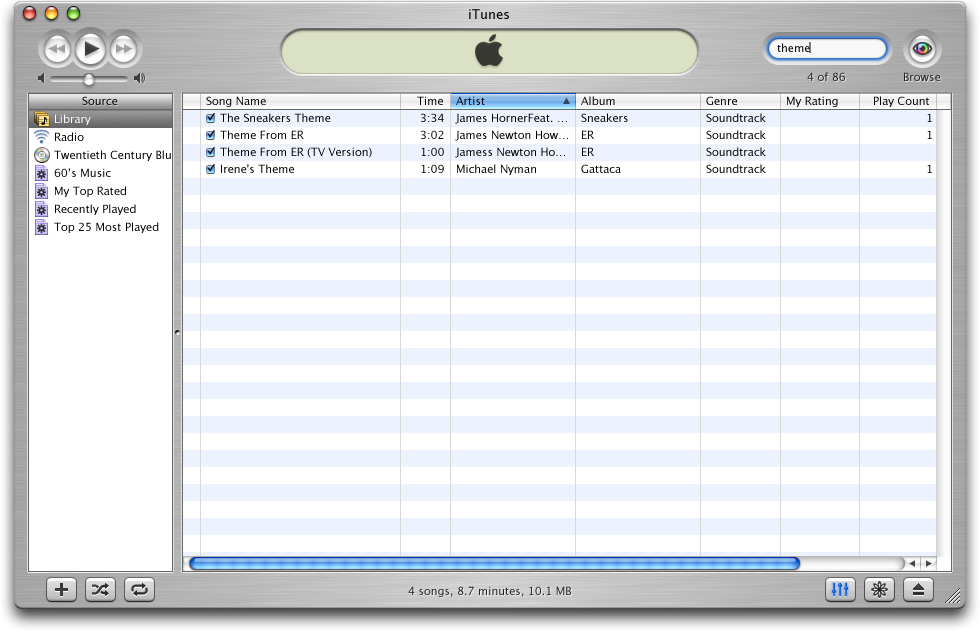 iTunes
theme
4 of 86
Browse
Source
Library
Radio
Twentieth Century Blu
60's Music
My Top Rated
Recently Played
Top 25 Most Played
Song Name Time Artist Album Genre My Rating Play Count
The Sneakers Theme 3:34 James HornerFeat. ... Sneakers Soundtrack 1
Theme From ER 3:02 James Newton How... ER Soundtrack 1
Theme From ER (TV Version) 1:00 Jamess Newton Ho... ER Soundtrack
Irene's Theme 1:09 Michael Nyman Gattaca Soundtrack 1
4 songs, 8.7 minutes, 10.1 MB